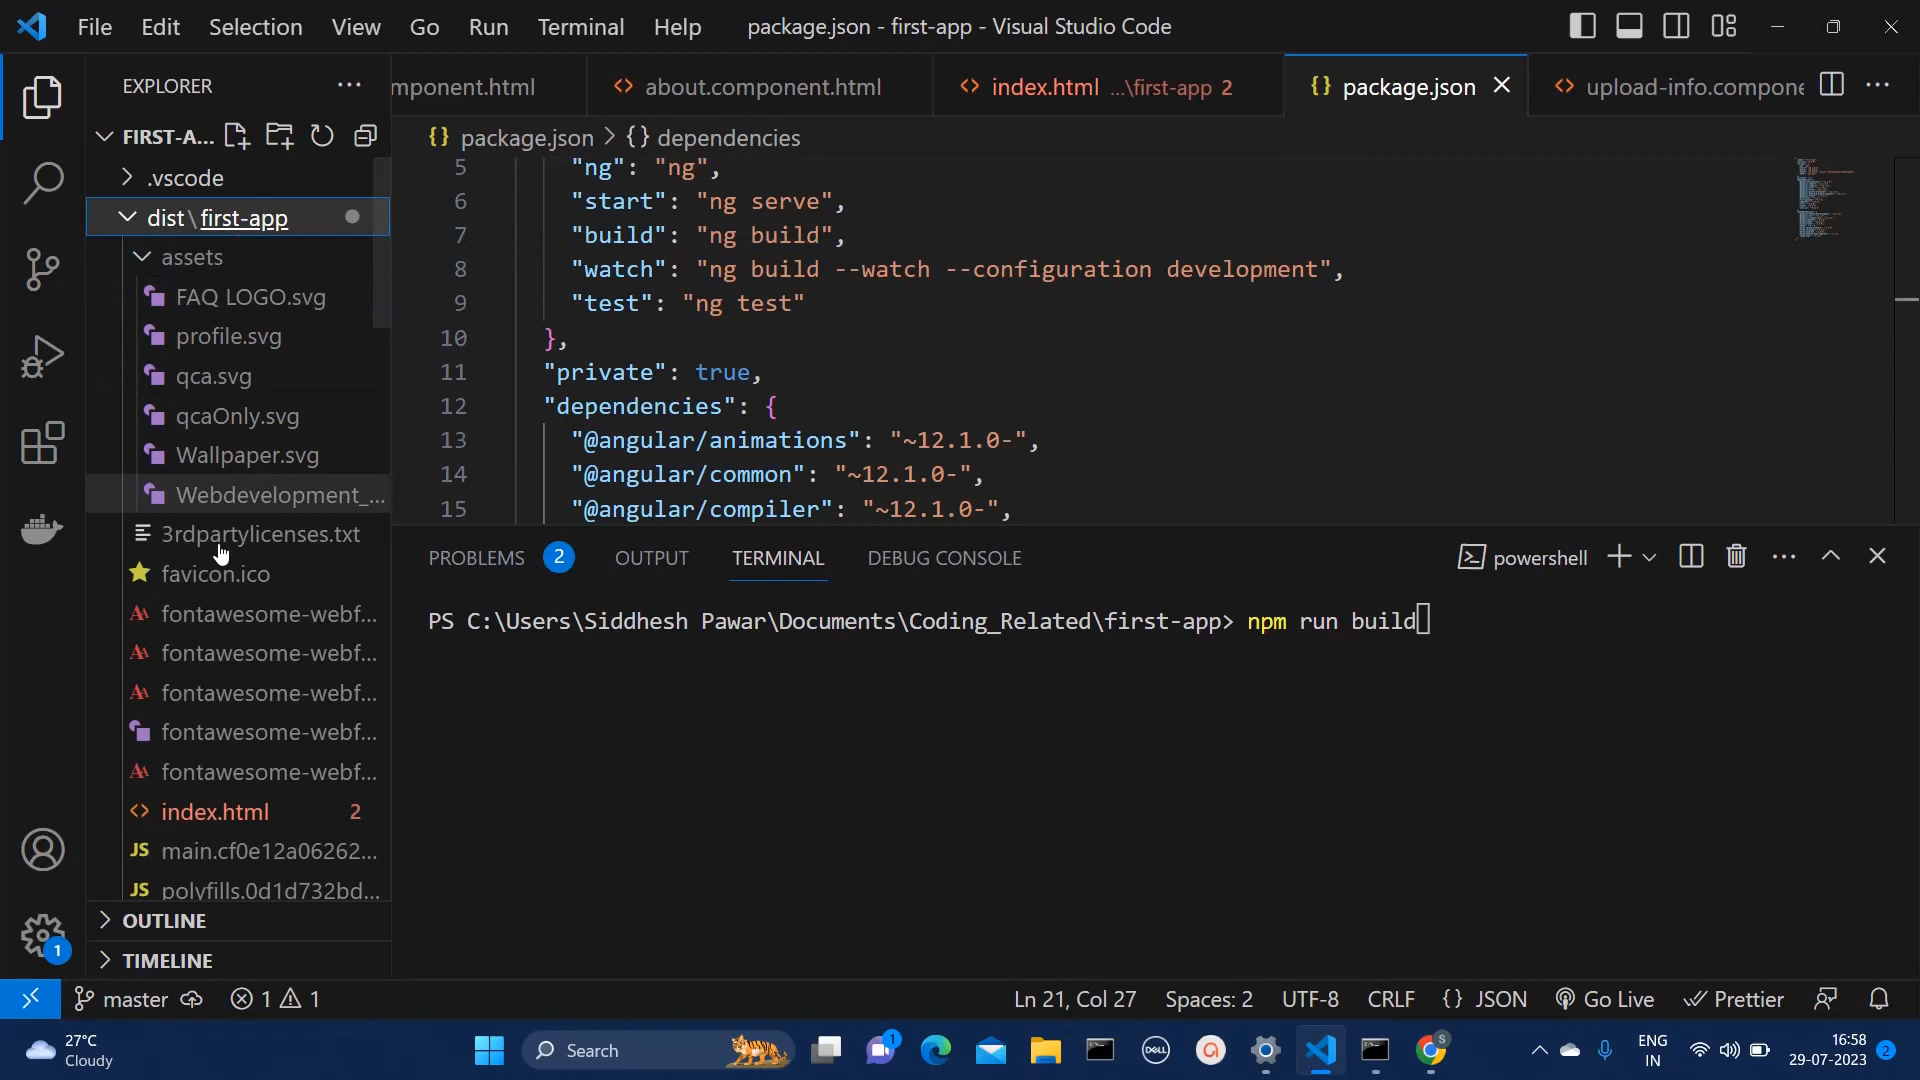 File Edit Selection View Go Run Terminal Help package.json - first-app - Visual Studio Code
EXPLORER
FIRST-A...
.vscode
dist\first-app
assets
FAQ LOGO.svg
profile.svg
qca.svg
qcaOnly.svg
Wallpaper.svg
Webdevelopment_...
3rdpartylicenses.txt
favicon.ico
fontawesome-webf...
fontawesome-webf...
fontawesome-webf...
fontawesome-webf...
fontawesome-webf...
index.html 2
main.cf0e12a06262...
polyfills.0d1d732bd...
OUTLINE
TIMELINE
mponent.html about.component.html index.html ...\first-app 2 package.json upload-info.compone
package.json > {} dependencies
5 "ng": "ng",
6 "start": "ng serve",
7 "build": "ng build",
8 "watch": "ng build --watch --configuration development",
9 "test": "ng test"
10 },
11 "private": true,
12 "dependencies": {
13 "@angular/animations": "~12.1.0-",
14 "@angular/common": "~12.1.0-",
15 "@angular/compiler": "~12.1.0-",
PROBLEMS 2 OUTPUT TERMINAL DEBUG CONSOLE powershell
PS C:\Users\Siddhesh Pawar\Documents\Coding_Related\first-app> npm run build
1
master 1 1 Ln 21, Col 27 Spaces: 2 UTF-8 CRLF {} JSON Go Live Prettier
27°C
Cloudy
Search
1
DELL
S
ENG
IN
16:58
29-07-2023
2